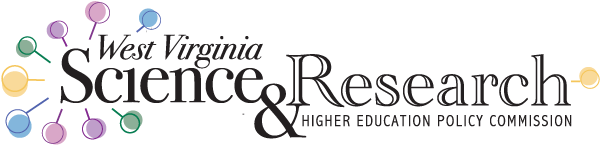 West Virginia
Science & Research
HIGHER EDUCATION POLICY COMMISSION